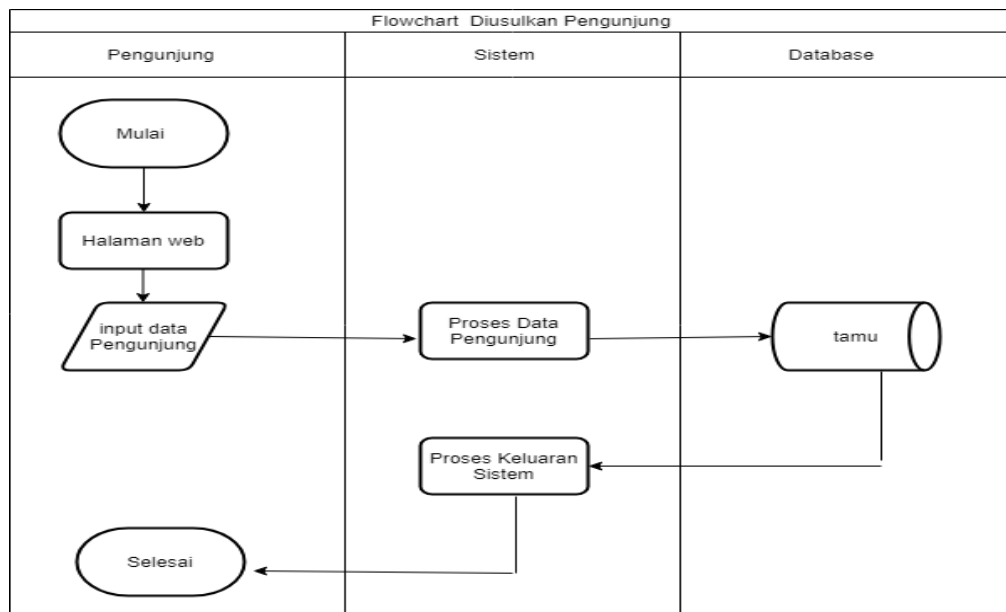 Flowchart Diusulkan Pengunjung
Pengunjung
Sistem
Database
Mulai
Halaman web
input data
Pengunjung
Proses Data
Pengunjung
tamu
Proses Keluaran
Sistem
Selesai